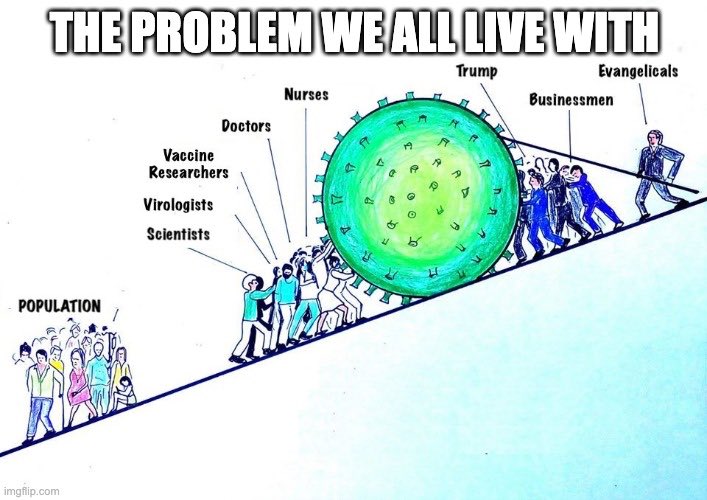 THE PROBLEM WE ALL LIVE WITH
Trump
Evangelicals
Nurses
Businessmen
Doctors
Vaccine
Researchers
Virologists
Scientists
POPULATION
imgflip.com